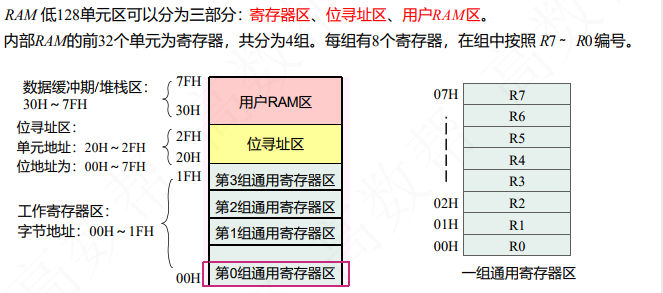 RAM 低128单元区可以分为三部分：寄存器区、位寻址区、用户RAM区。
内部RAM的前32个单元为寄存器，共分为4组。每组有8个寄存器，在组中按照 R7 ~ R0 编号。
数据缓冲期/堆栈区：
30H～7FH
位寻址区：
单元地址：20H～2FH
位地址为：00H～7FH
工作寄存器区：
字节地址：00H～1FH
7FH
30H
2FH
20H
1FH
00H
用户RAM区
位寻址区
第3组通用寄存器区
第2组通用寄存器区
第1组通用寄存器区
第0组通用寄存器区
07H
02H
01H
00H
R7
R6
R5
R4
R3
R2
R1
R0
一组通用寄存器区
高数帮